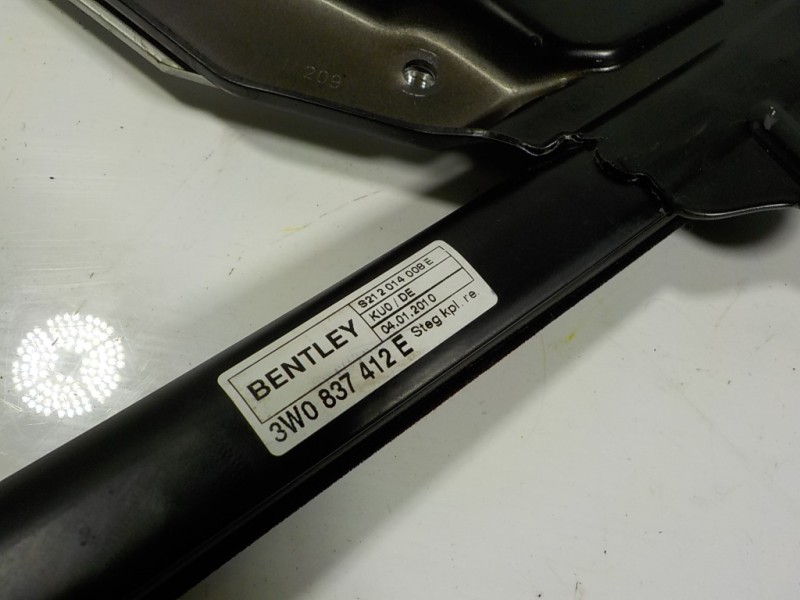 209
BENTLEY
S212 014 008 E
KU0 / DE
04.01.2010
3W0 837 412 E Steg kpl. re.